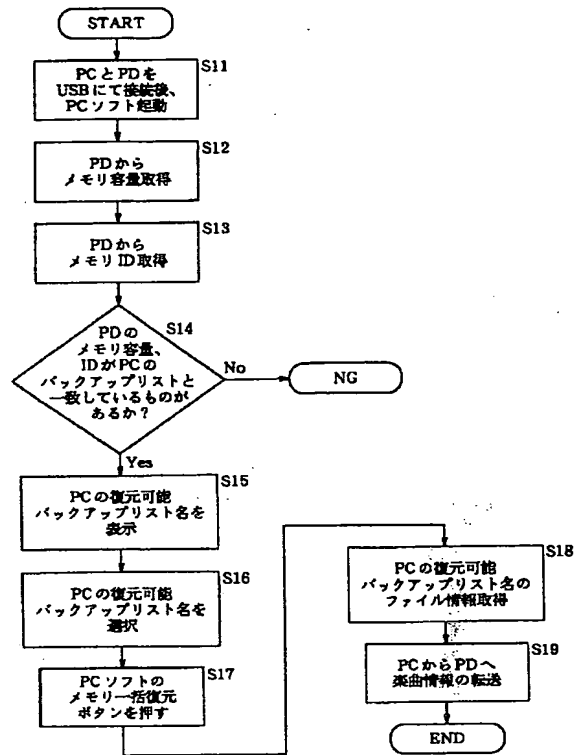 START
S11
PCとPDを
USBにて接続後、
PCソフト起動
S12
PDから
メモリ容量取得
S13
PDから
メモリID取得
S14
PDの
メモリ容量、
IDがPCの
バックアップリストと
一致しているものが
あるか？
No
NG
Yes
S15
PCの復元可能
バックアップリスト名を
表示
S16
PCの復元可能
バックアップリスト名を
選択
S17
PCソフトの
メモリ一括復元
ボタンを押す
S18
PCの復元可能
バックアップリスト名の
ファイル情報取得
S19
PCからPDへ
楽曲情報の転送
END